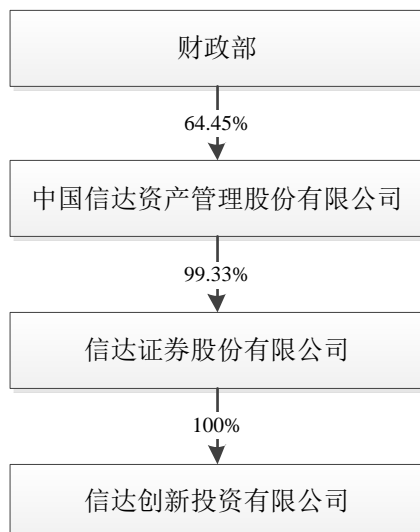 财政部
64.45%
中国信达资产管理股份有限公司
99.33%
信达证券股份有限公司
100%
信达创新投资有限公司